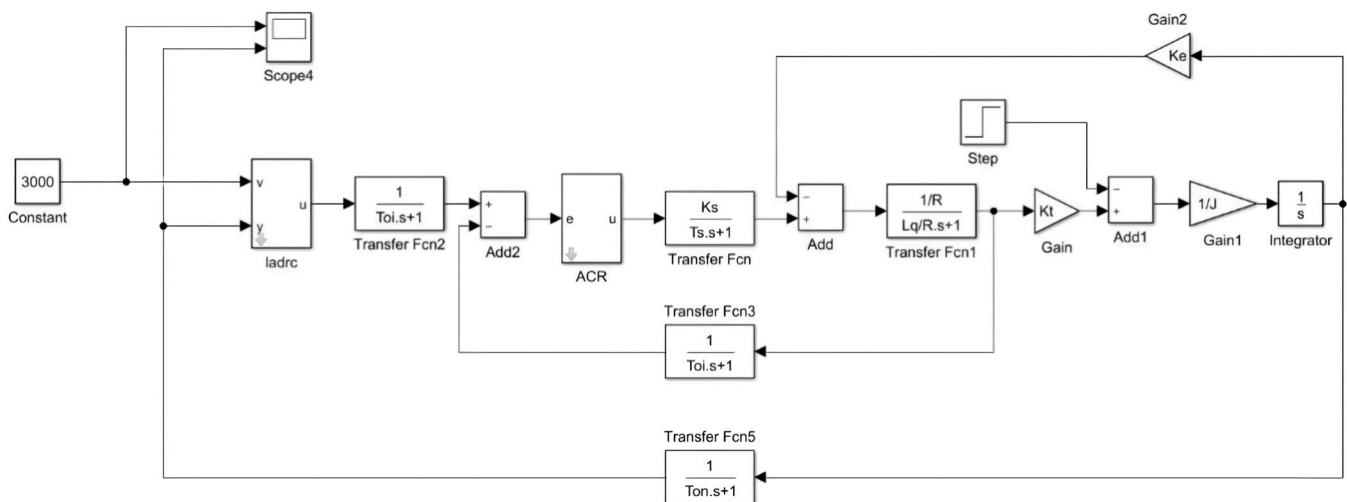 Gain2
Ke
Scope4
Step
3000
Constant
v
y
u
ladrc
1
Toi.s+1
Transfer Fcn2
+
−
Add2
e
u
ACR
Ks
Ts.s+1
Transfer Fcn
−
+
Add
1/R
Lq/R.s+1
Transfer Fcn1
Kt
Gain
−
+
Add1
1/J
Gain1
1
s
Integrator
Transfer Fcn3
1
Toi.s+1
Transfer Fcn5
1
Ton.s+1